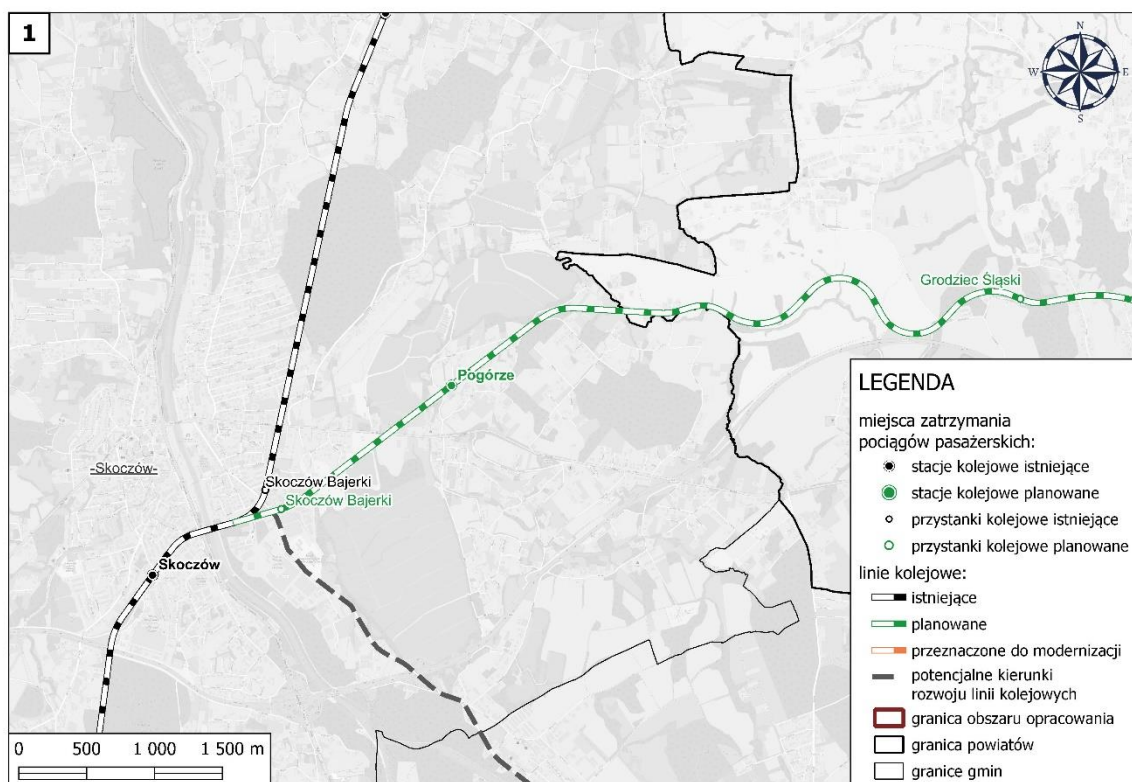 1
N
W E
S
Grodziec Śląski
Pogórze
-Skoczów-
Skoczów Bajerki
Skoczów Bajerki
Skoczów
0 500 1 000 1 500 m
LEGENDA
miejsca zatrzymania
pociągów pasażerskich:
stacje kolejowe istniejące
stacje kolejowe planowane
przystanki kolejowe istniejące
przystanki kolejowe planowane
linie kolejowe:
istniejące
planowane
przeznaczone do modernizacji
potencjalne kierunki
rozwoju linii kolejowych
granica obszaru opracowania
granica powiatów
granice gmin